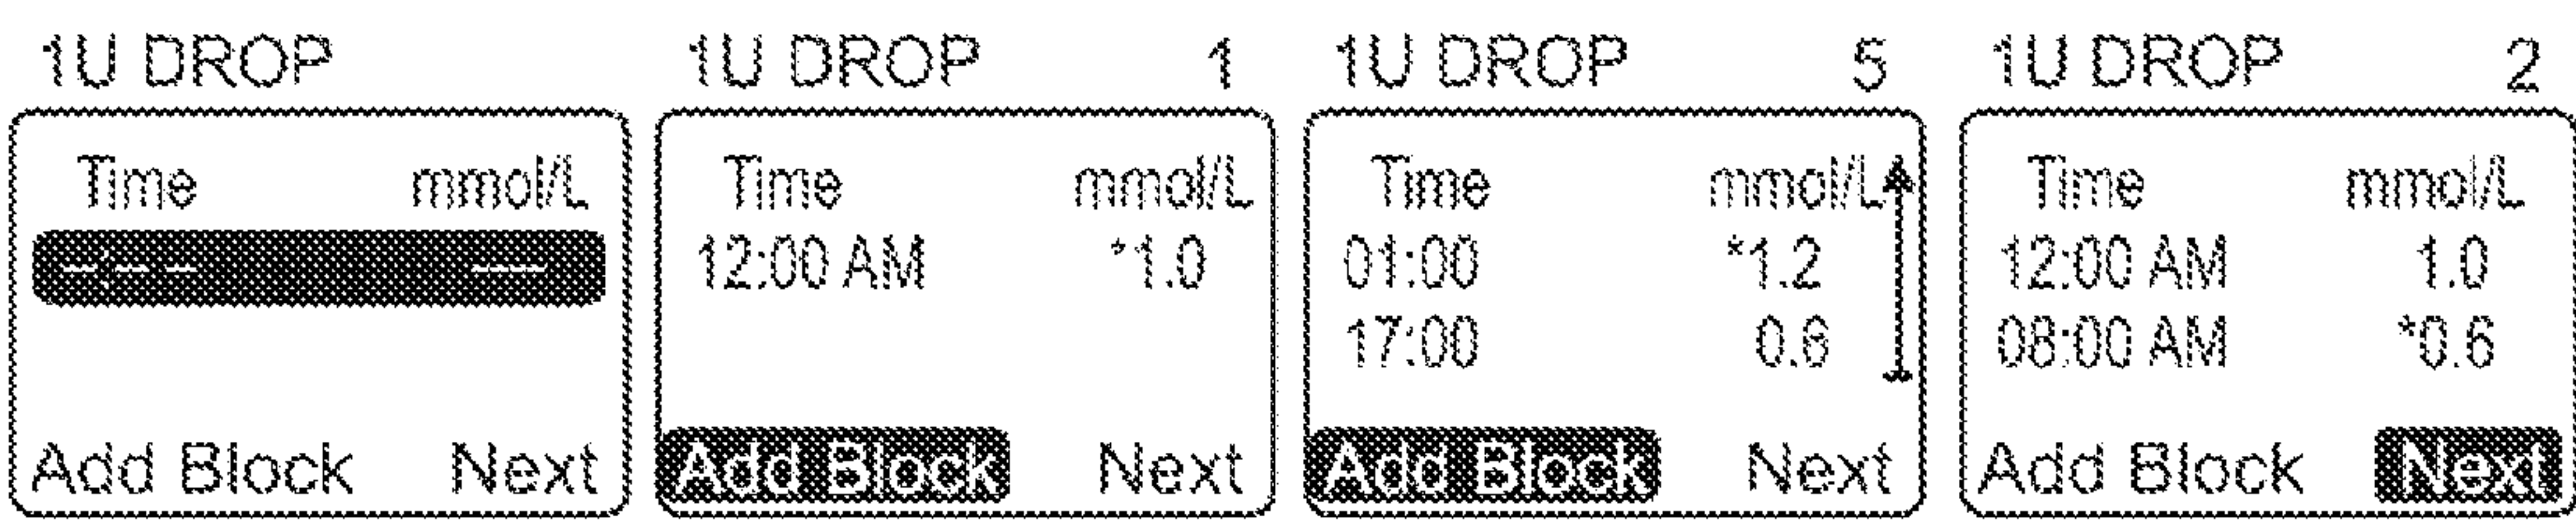 1U DROP
Time mmol/L
--:-- ---
Add Block Next
1U DROP 1
Time mmol/L
12:00 AM *1.0
Add Block Next
1U DROP 5
Time mmol/L
01:00 *1.2
17:00 0.6
Add Block Next
1U DROP 2
Time mmol/L
12:00 AM 1.0
08:00 AM *0.6
Add Block Next